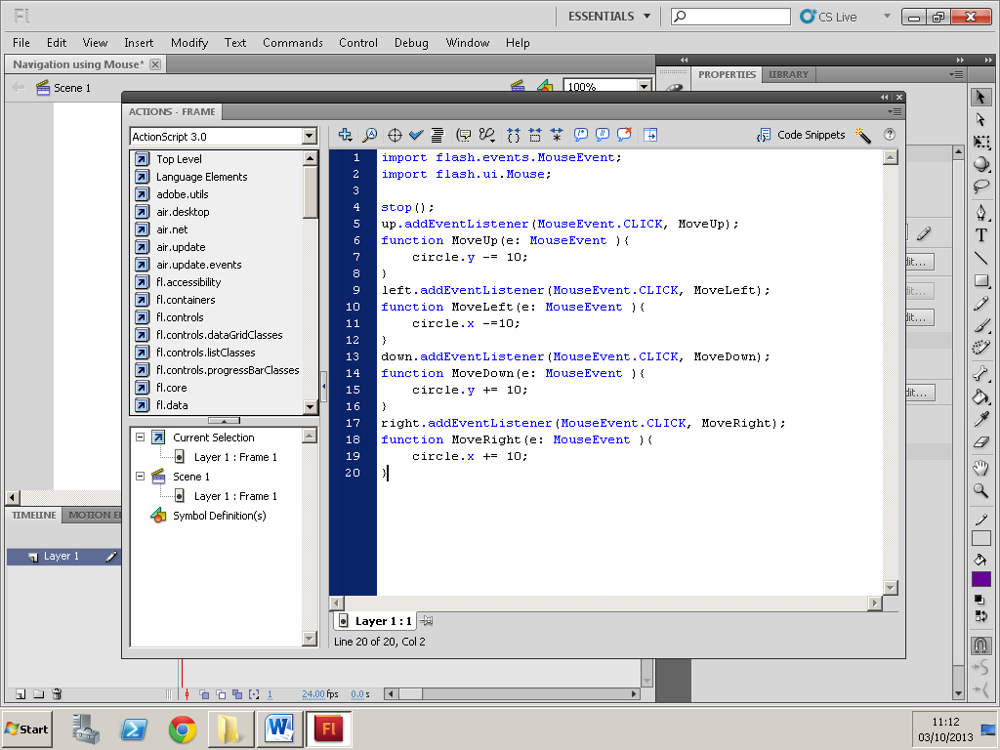 Fl
ESSENTIALS
CS Live
File Edit View Insert Modify Text Commands Control Debug Window Help
Navigation using Mouse*
PROPERTIES LIBRARY
Scene 1
100%
ACTIONS - FRAME
ActionScript 3.0
Code Snippets
Top Level
Language Elements
adobe.utils
air.desktop
air.net
air.update
air.update.events
fl.accessibility
fl.containers
fl.controls
fl.controls.dataGridClasses
fl.controls.listClasses
fl.controls.progressBarClasses
fl.core
fl.data
Current Selection
Layer 1 : Frame 1
Scene 1
Layer 1 : Frame 1
Symbol Definition(s)
1 import flash.events.MouseEvent;
2 import flash.ui.Mouse;
3
4 stop();
5 up.addEventListener(MouseEvent.CLICK, MoveUp);
6 function MoveUp(e: MouseEvent ){
7 circle.y -= 10;
8 }
9 left.addEventListener(MouseEvent.CLICK, MoveLeft);
10 function MoveLeft(e: MouseEvent ){
11 circle.x -=10;
12 }
13 down.addEventListener(MouseEvent.CLICK, MoveDown);
14 function MoveDown(e: MouseEvent ){
15 circle.y += 10;
16 }
17 right.addEventListener(MouseEvent.CLICK, MoveRight);
18 function MoveRight(e: MouseEvent ){
19 circle.x += 10;
20 }
Layer 1 : 1
Line 20 of 20, Col 2
dit...
dit...
dit...
dit...
TIMELINE MOTION E
Layer 1
1 24.00 fps 0.0 s
Start
W
Fl
11:12
03/10/2013